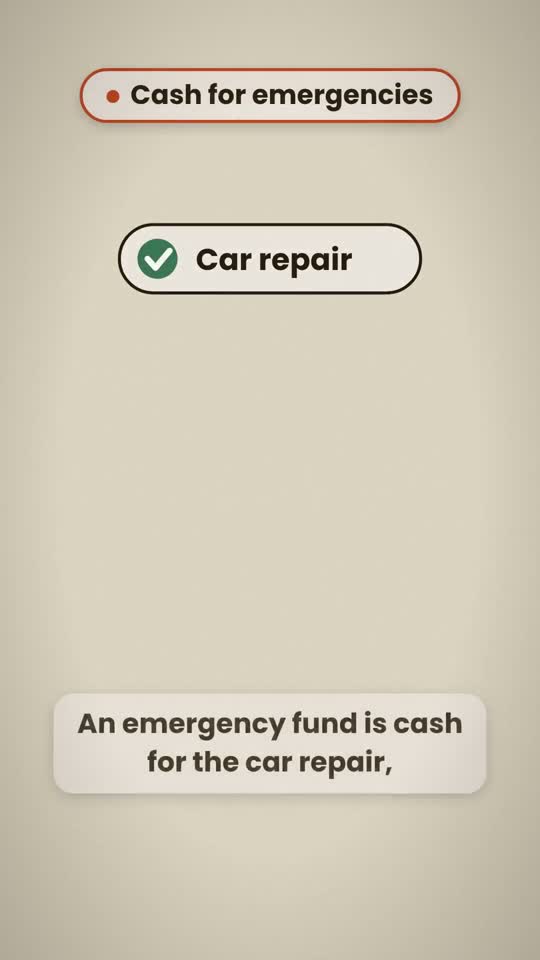 Cash for emergencies
Car repair
An emergency fund is cash
for the car repair,